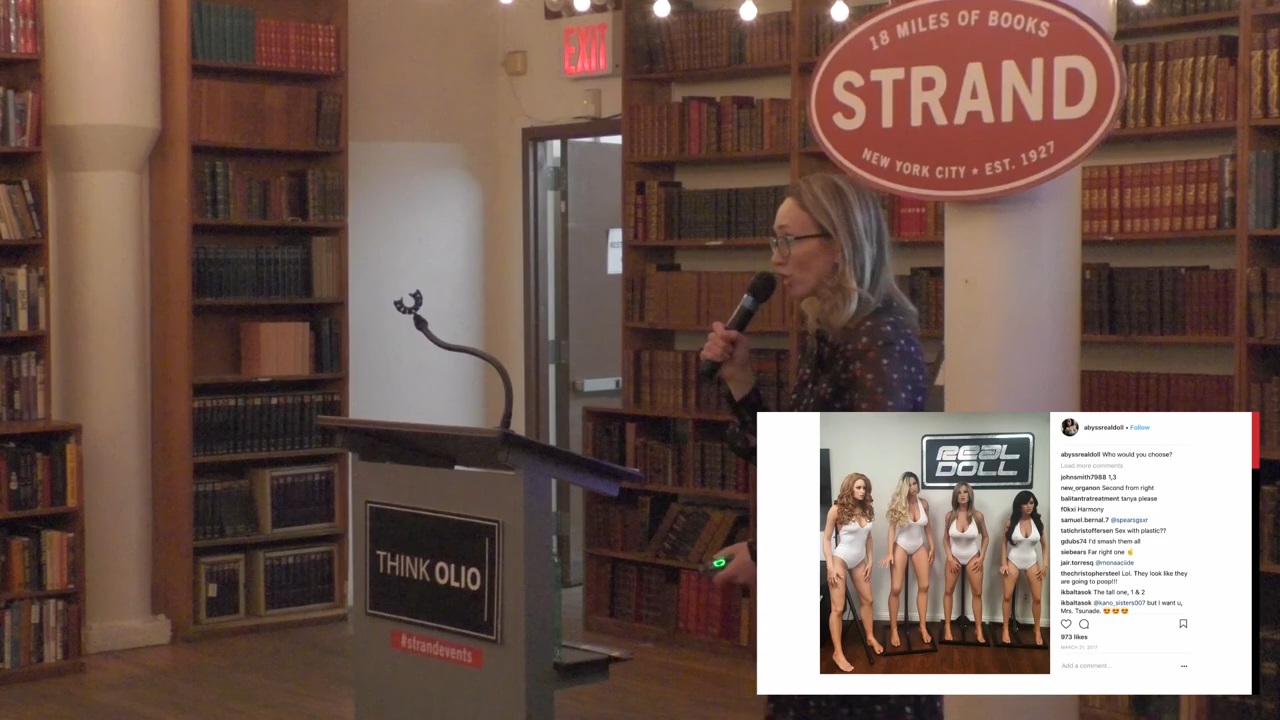 EXIT
18 MILES OF BOOKS
STRAND
NEW YORK CITY ★ EST. 1927
THINK OLIO
#strandevents
REAL
DOLL
abyssrealdoll • Follow
abyssrealdoll Who would you choose?
Load more comments
johnsmith7988 1,3
new_organon Second from right
balitantratreatment tanya please
f0kxi Harmony
samuel.bernal.7 @spearsgsxr
tatichristoffersen Sex with plastic??
gdubs74 I'd smash them all
siebears Far right one ☝
jair.torresq @monaaciide
thechristophersteel Lol. They look like they
are going to poop!!!
ikbaltasok The tall one, 1 & 2
ikbaltasok @kano_sisters007 but I want u,
Mrs. Tsunade. 😍😍😍
973 likes
MARCH 21, 2017
Add a comment...